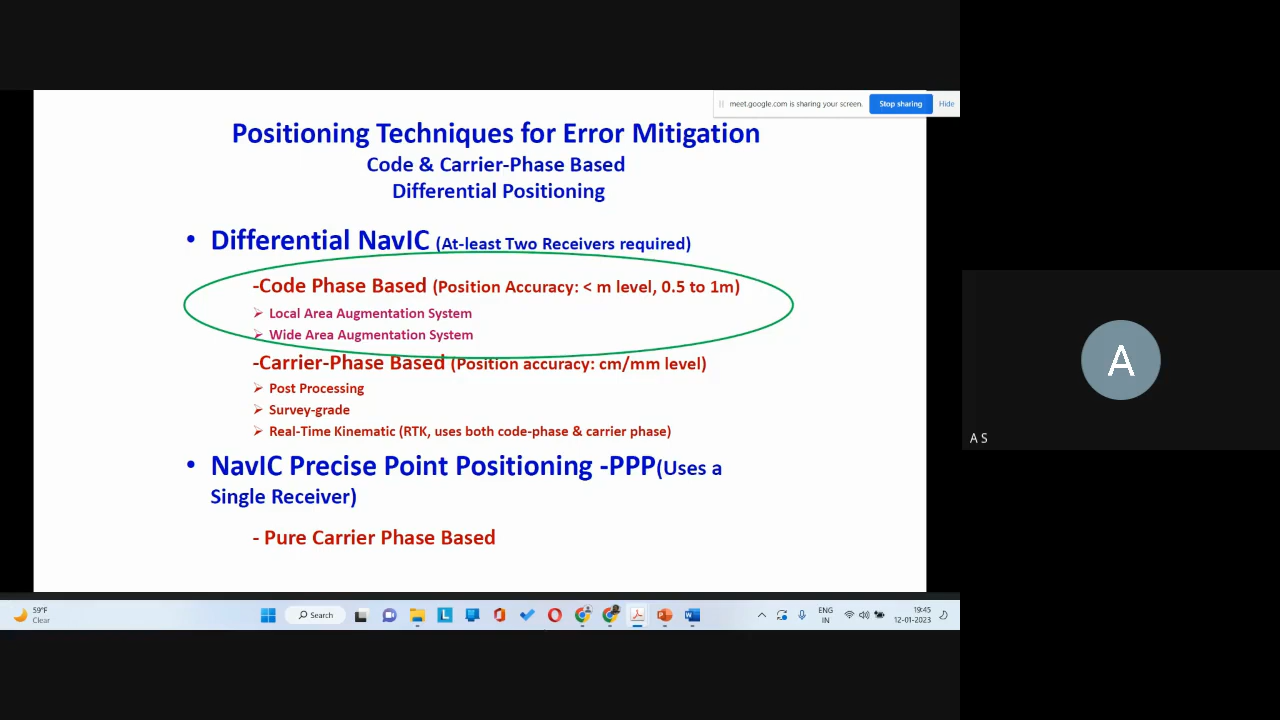 meet.google.com is sharing your screen.
Stop sharing
Hide
Positioning Techniques for Error Mitigation
Code & Carrier-Phase Based
Differential Positioning
• Differential NavIC (At-least Two Receivers required)
-Code Phase Based (Position Accuracy: < m level, 0.5 to 1m)
➢ Local Area Augmentation System
➢ Wide Area Augmentation System
-Carrier-Phase Based (Position accuracy: cm/mm level)
➢ Post Processing
➢ Survey-grade
➢ Real-Time Kinematic (RTK, uses both code-phase & carrier phase)
• NavIC Precise Point Positioning -PPP(Uses a
Single Receiver)
- Pure Carrier Phase Based
A
A S
59°F
Clear
Search
ENG
IN
19:45
12-01-2023